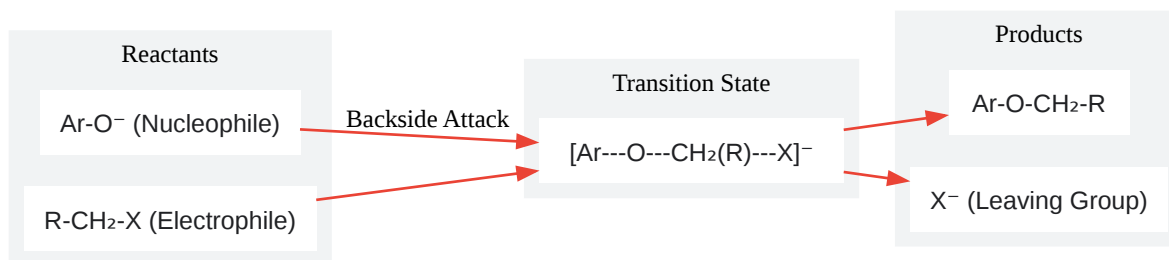 Reactants
Ar-O⁻ (Nucleophile)
R-CH₂-X (Electrophile)
Backside Attack
Transition State
[Ar---O---CH₂(R)---X]⁻
Products
Ar-O-CH₂-R
X⁻ (Leaving Group)